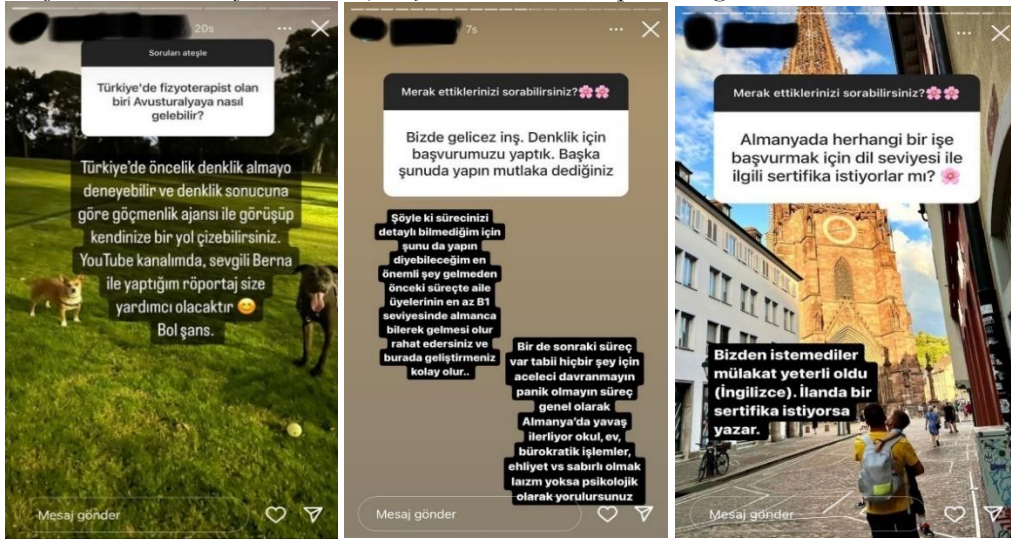 20s
Soruları ateşle
Türkiye'de fizyoterapist olan
biri Avusturalyaya nasıl
gelebilir?
Türkiye'de öncelik denklik almayo
deneyebilir ve denklik sonucuna
göre göçmenlik ajansı ile görüşüp
kendinize bir yol çizebilirsiniz.
YouTube kanalımda, sevgili Berna
ile yaptığım röportaj size
yardımcı olacaktır 😊
Bol şans.
Mesaj gönder
7s
Merak ettiklerinizi sorabilirsiniz?🌸🌸
Bizde gelicez inş. Denklik için
başvurumuzu yaptık. Başka
şunuda yapın mutlaka dediğiniz
Şöyle ki sürecinizi
detaylı bilmediğim için
şunu da yapın
diyebileceğim en
önemli şey gelmeden
önceki süreçte aile
üyelerinin en az B1
seviyesinde almanca
bilerek gelmesi olur
rahat edersiniz ve
burada geliştirmeniz
kolay olur..
Bir de sonraki süreç
var tabii hiçbir şey için
aceleci davranmayın
panik olmayın süreç
genel olarak
Almanya'da yavaş
ilerliyor okul, ev,
bürokratik işlemler,
ehliyet vs sabırlı olmak
laızm yoksa psikolojik
olarak yorulursunuz
Mesaj gönder
Merak ettiklerinizi sorabilirsiniz?🌸🌸
Almanyada herhangi bir işe
başvurmak için dil seviyesi ile
ilgili sertifika istiyorlar mı? 🌸
Bizden istemediler
mülakat yeterli oldu
(İngilizce). İlanda bir
sertifika istiyorsa
yazar.
Mesaj gönder